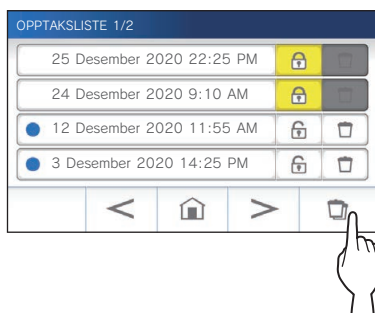 OPPTAKSLISTE 1/2
25 Desember 2020 22:25 PM
24 Desember 2020 9:10 AM
12 Desember 2020 11:55 AM
3 Desember 2020 14:25 PM